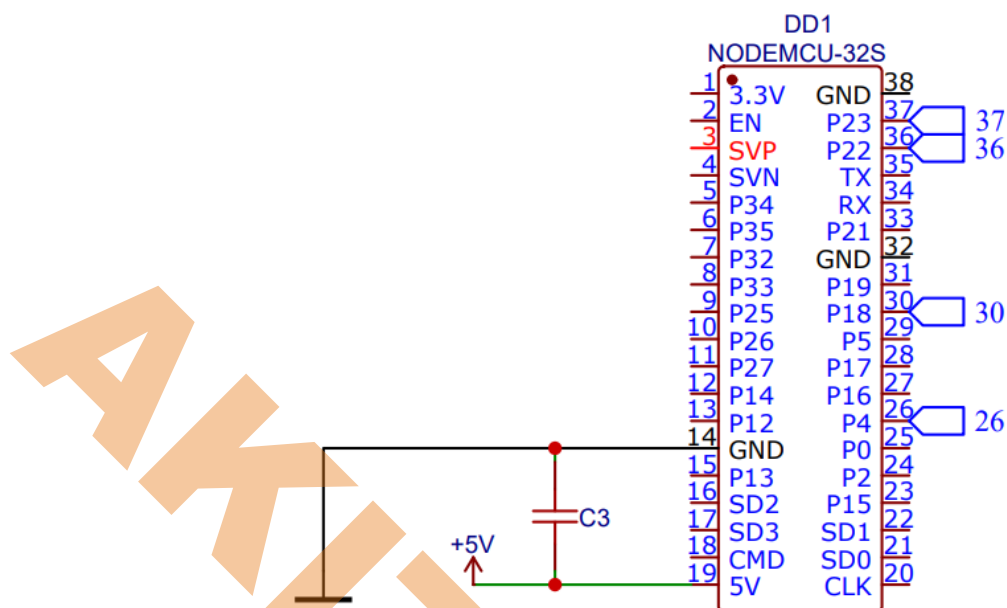 DD1
NODEMCU-32S
1 3.3V GND 38
2 EN P23 37 37
3 SVP P22 36 36
4 SVN TX 35
5 P34 RX 34
6 P35 P21 33
7 P32 GND 32
8 P33 P19 31
9 P25 P18 30 30
10 P26 P5 29
11 P27 P17 28
12 P14 P16 27
13 P12 P4 26 26
14 GND P0 25
15 P13 P2 24
16 SD2 P15 23
17 SD3 SD1 22
18 CMD SD0 21
19 5V CLK 20
C3
+5V